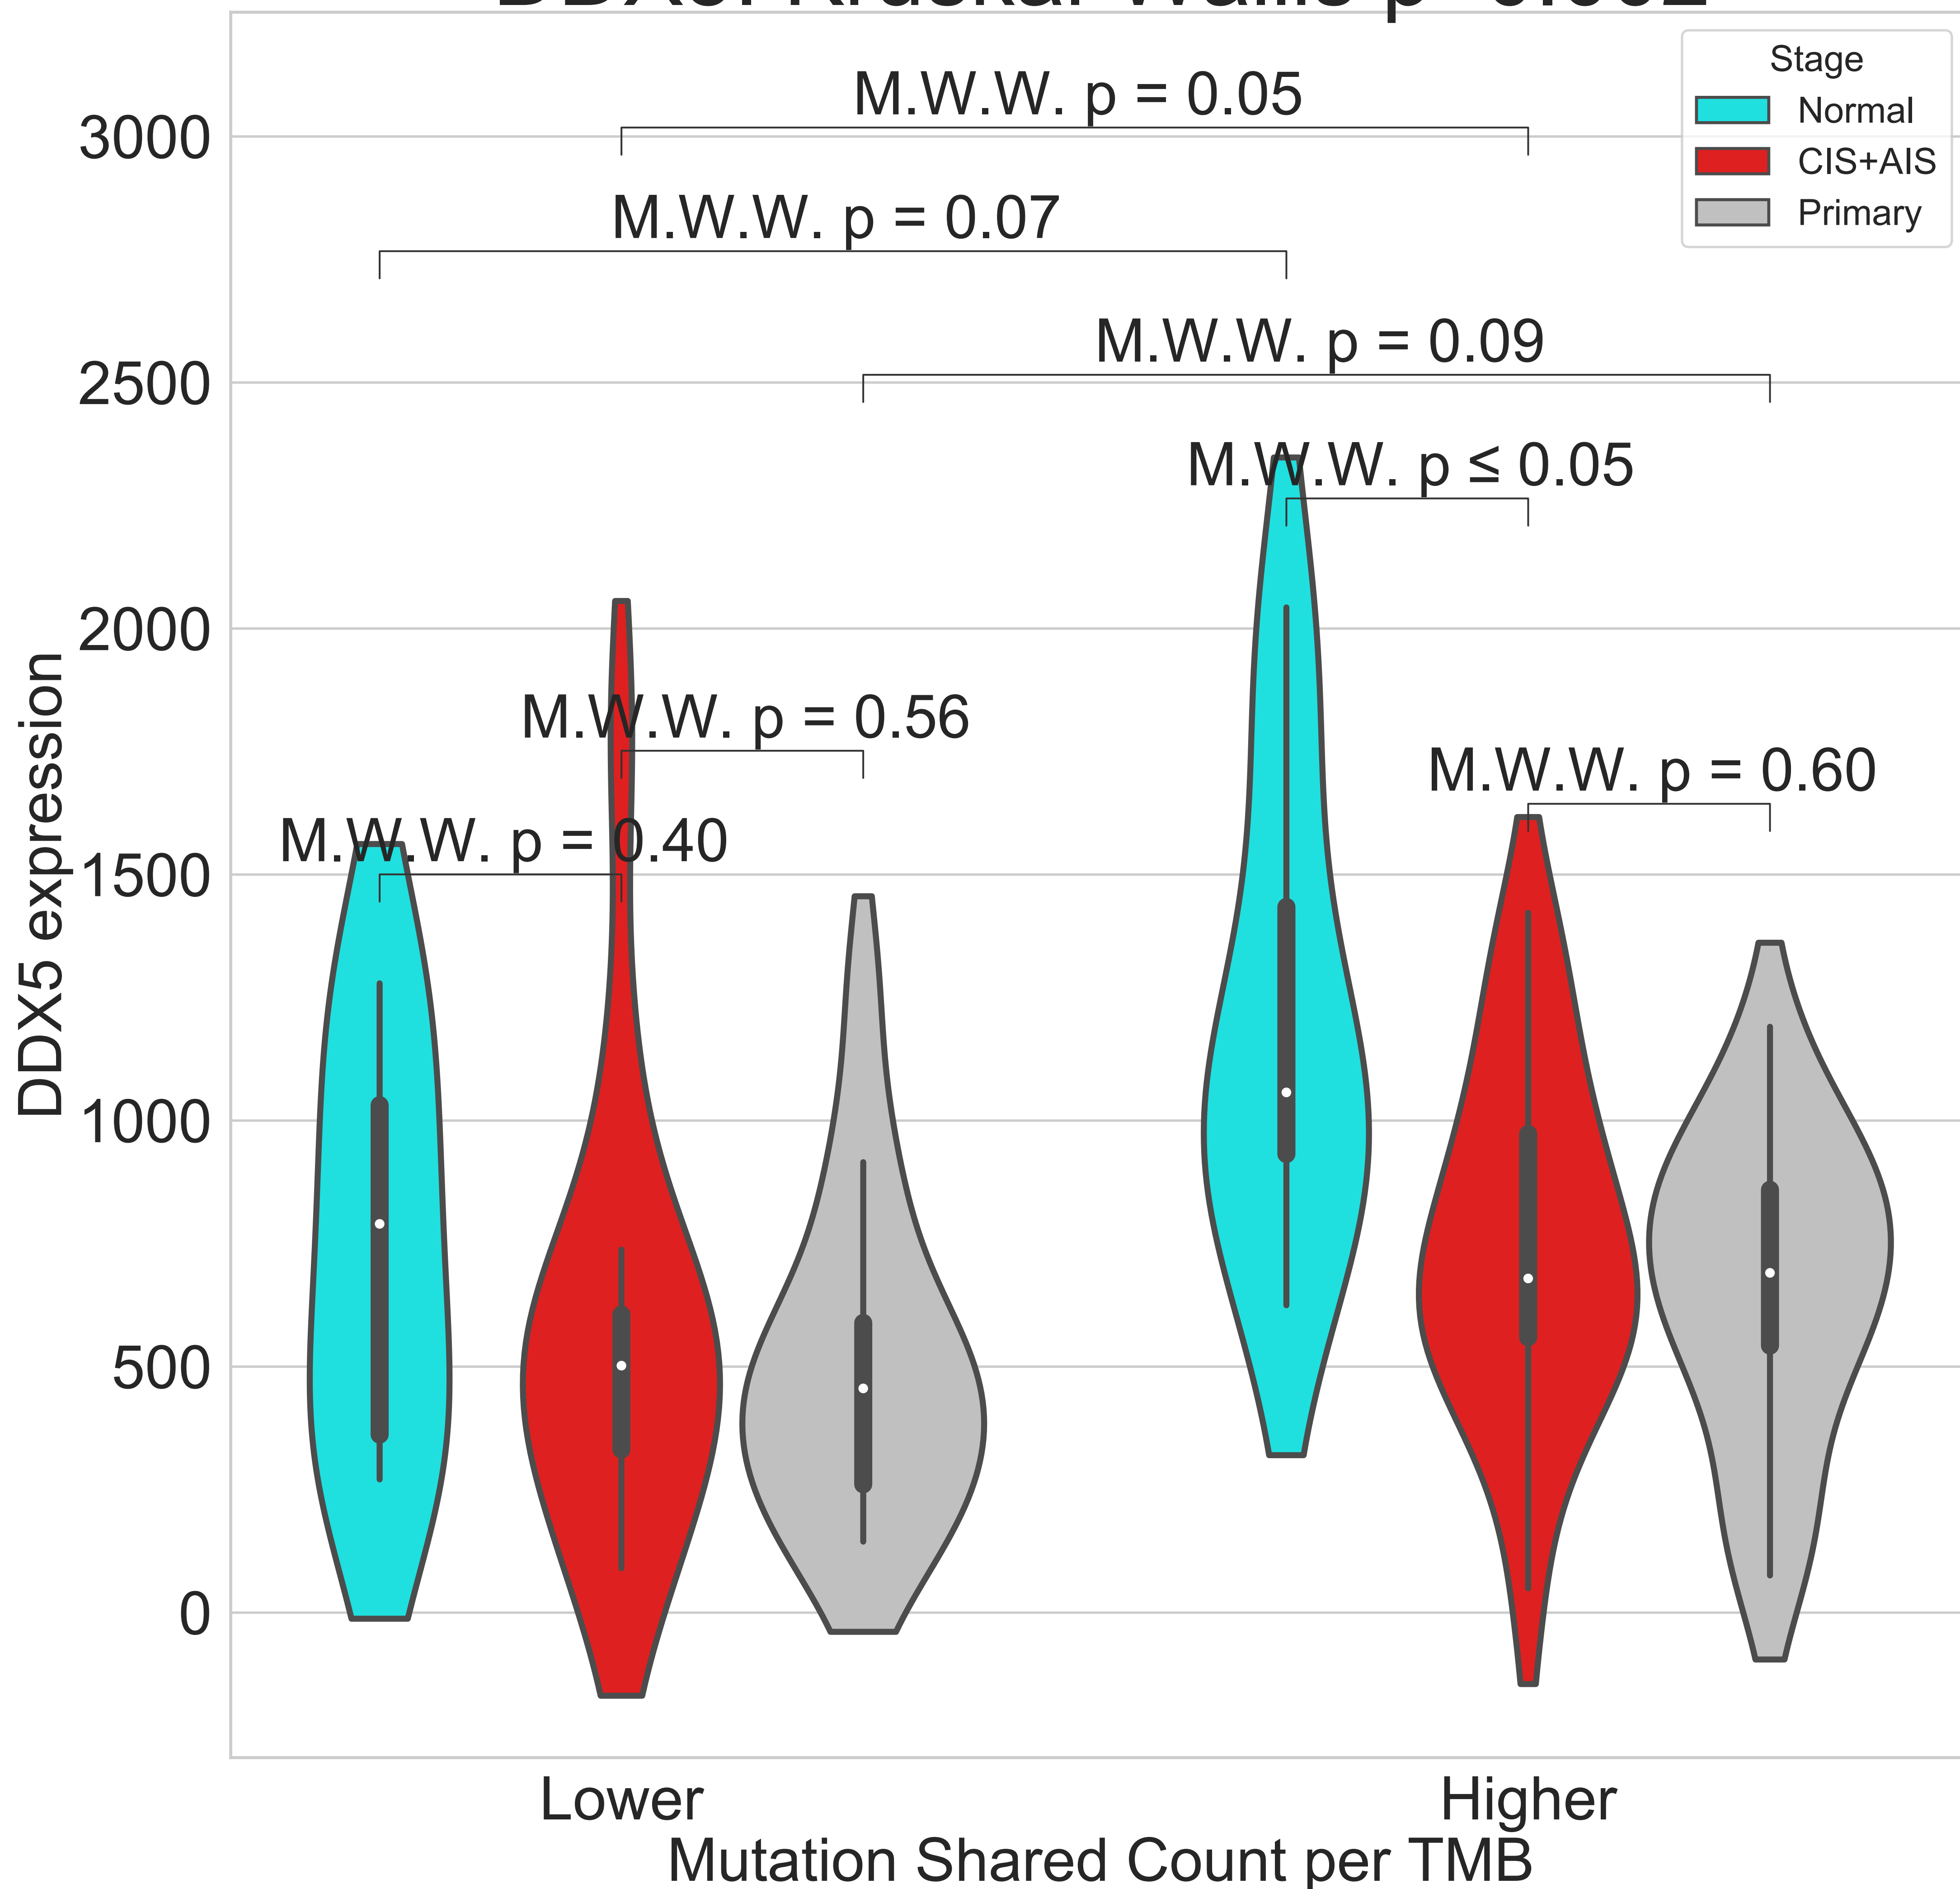 Stage
Normal
CIS+AIS
Primary
M.W.W. p = 0.05
M.W.W. p = 0.07
M.W.W. p = 0.09
M.W.W. p ≤ 0.05
M.W.W. p = 0.56
M.W.W. p = 0.60
M.W.W. p = 0.40
3000
2500
2000
1500
1000
500
0
DDX5 expression
Lower
Higher
Mutation Shared Count per TMB